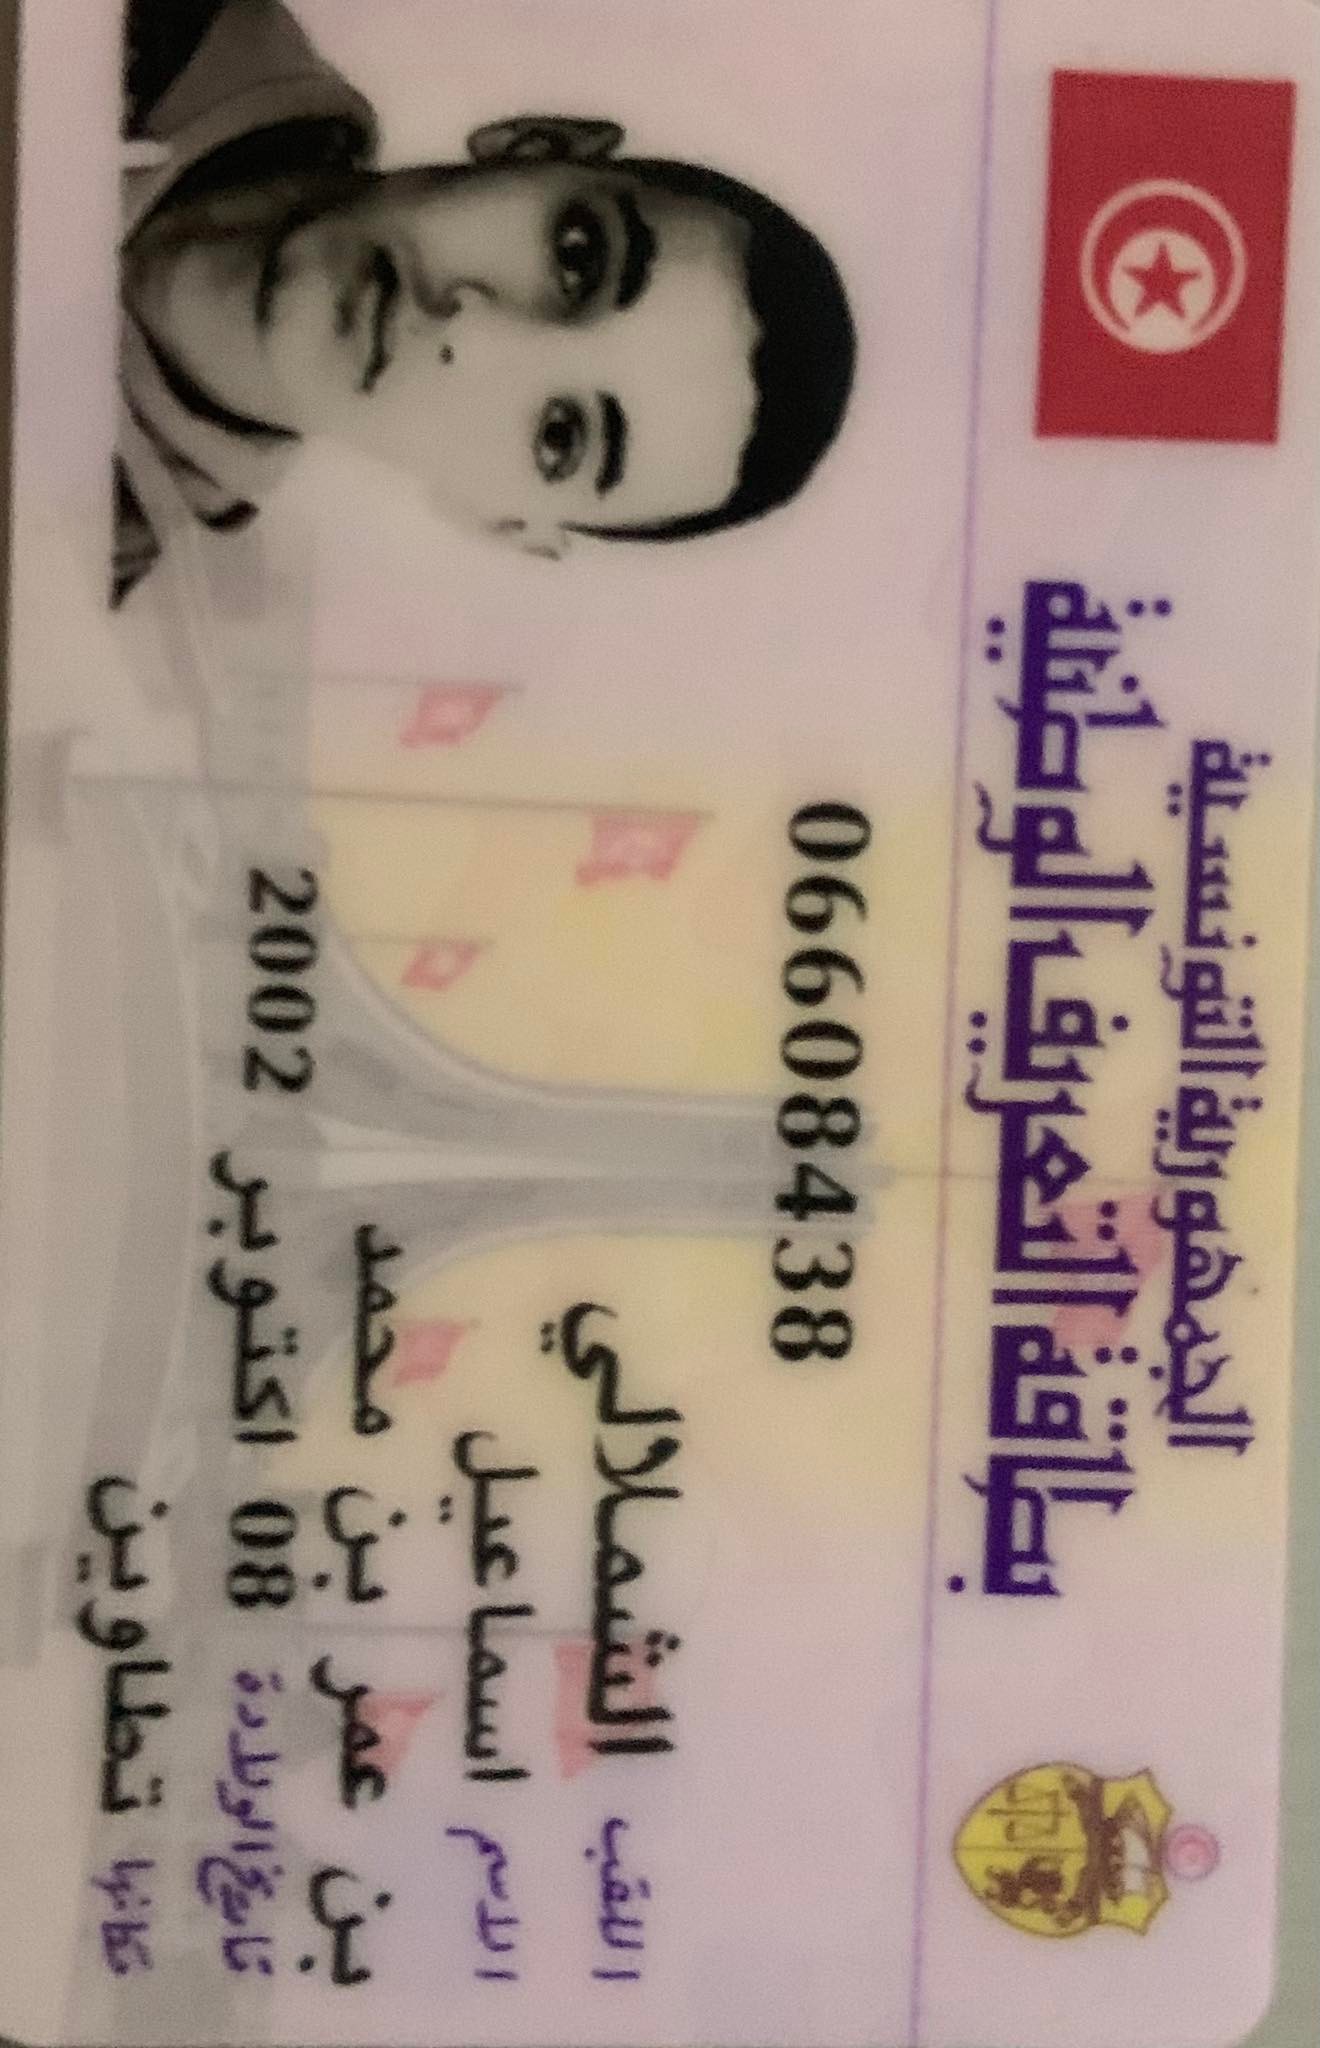 الجمهورية التونسية
بطاقة التعريف الوطنية
06608438
اللقب الشملالي
الاسم اسماعيل
بن عمر بن محمد
تاريخ الولادة 08 اكتوبر 2002
مكانها تطاوين